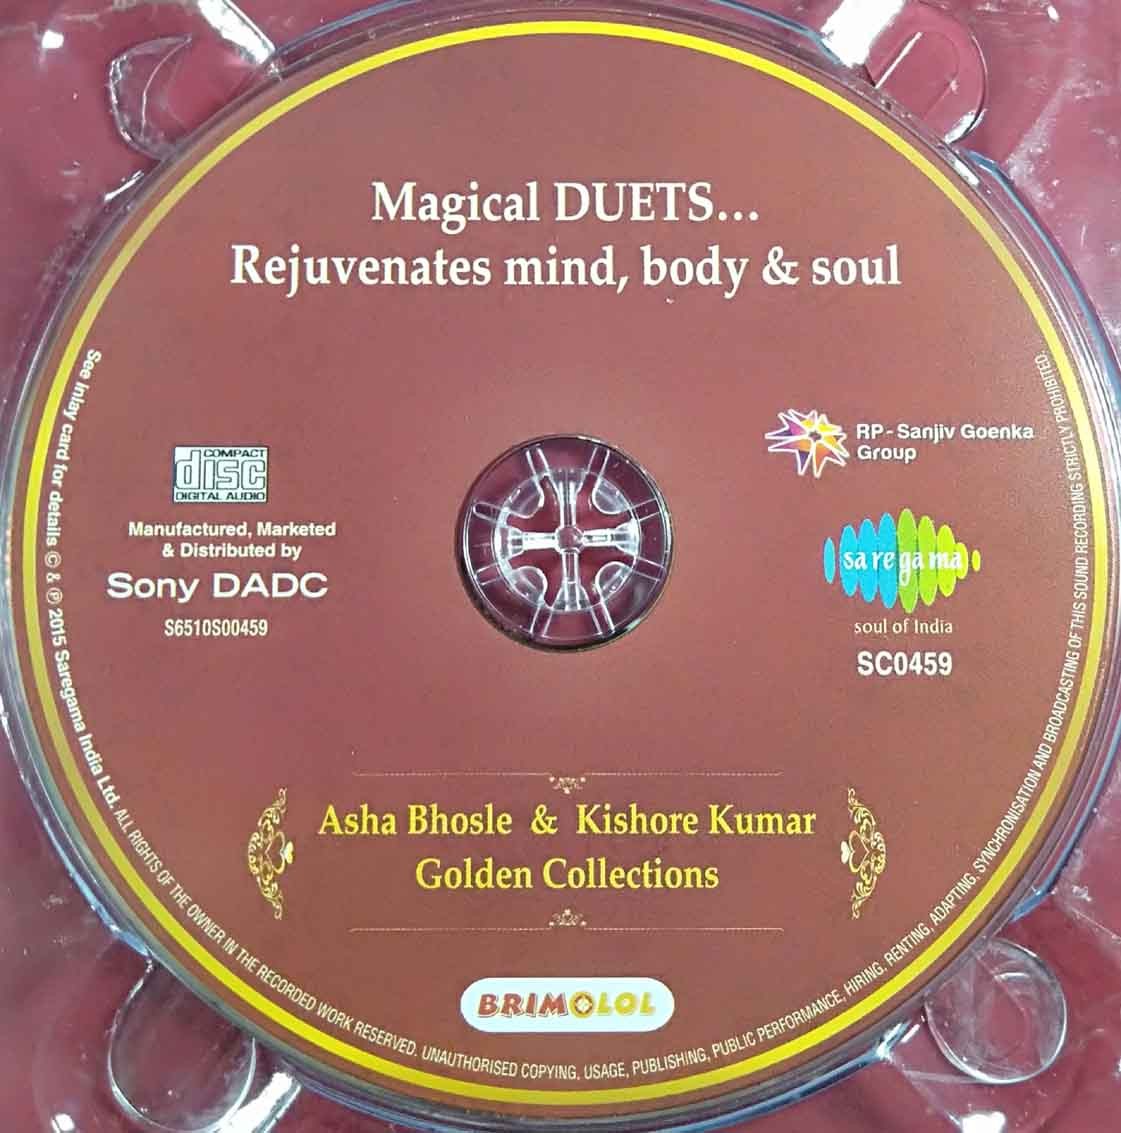 Magical DUETS...
Rejuvenates mind, body & soul
COMPACT
disc
DIGITAL AUDIO
Manufactured, Marketed
& Distributed by
Sony DADC
S6510S00459
RP - Sanjiv Goenka
Group
sa re ga ma
soul of India
SC0459
Asha Bhosle & Kishore Kumar
Golden Collections
BRIMOLOL
See Inlay card for details © & ℗ 2015 Saregama India Ltd. ALL RIGHTS OF THE OWNER IN THE RECORDED WORK RESERVED. UNAUTHORISED COPYING, USAGE, PUBLISHING, PUBLIC PERFORMANCE, HIRING, RENTING, ADAPTING, SYNCHRONISATION AND BROADCASTING OF THIS SOUND RECORDING STRICTLY PROHIBITED.